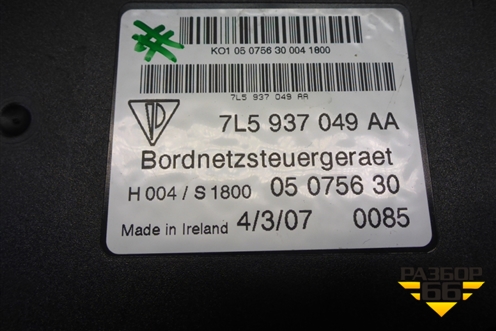 KO1 05 0756 30 004 1800
7L5 937 049 AA
7L5 937 049 AA
Bordnetzsteuergeraet
H 004 / S 1800 05 0756 30
Made in Ireland 4/3/07 0085
РАЗБОР
66